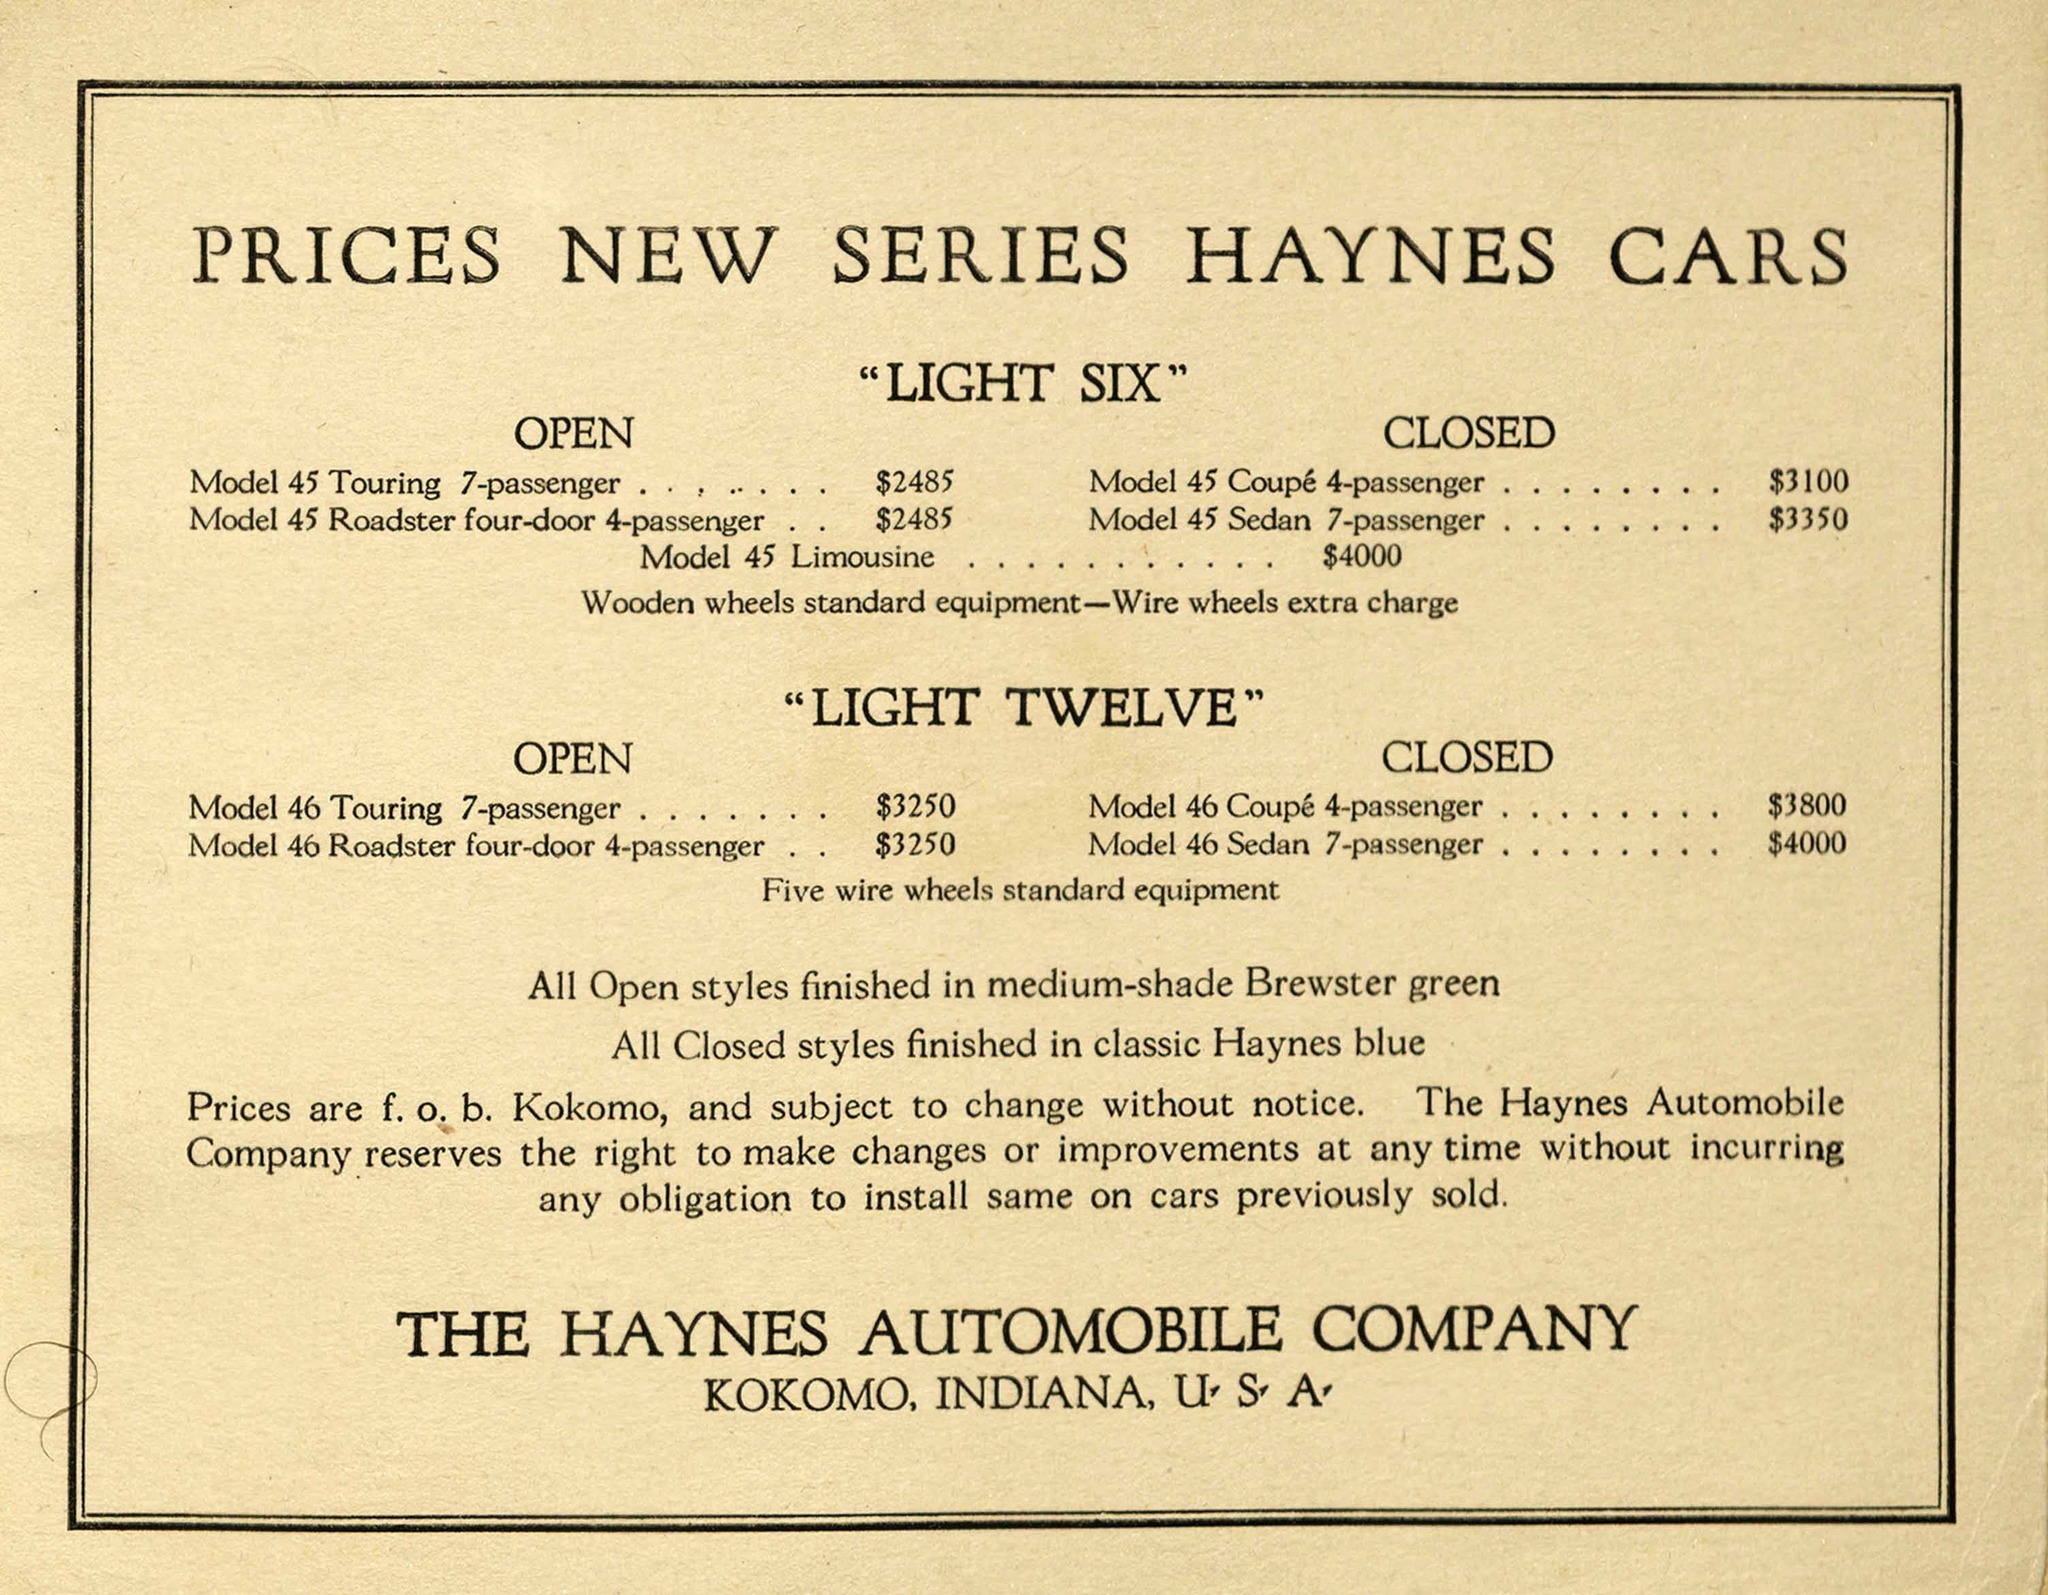 PRICES NEW SERIES HAYNES CARS
“LIGHT SIX”
OPEN
Model 45 Touring 7-passenger . . . . . . . $2485
Model 45 Roadster four-door 4-passenger . . $2485
CLOSED
Model 45 Coupé 4-passenger . . . . . . . . $3100
Model 45 Sedan 7-passenger . . . . . . . . $3350
Model 45 Limousine . . . . . . . . . . . $4000
Wooden wheels standard equipment—Wire wheels extra charge
“LIGHT TWELVE”
OPEN
Model 46 Touring 7-passenger . . . . . . . $3250
Model 46 Roadster four-door 4-passenger . . $3250
CLOSED
Model 46 Coupé 4-passenger . . . . . . . . $3800
Model 46 Sedan 7-passenger . . . . . . . . $4000
Five wire wheels standard equipment
All Open styles finished in medium-shade Brewster green
All Closed styles finished in classic Haynes blue
Prices are f. o. b. Kokomo, and subject to change without notice. The Haynes Automobile
Company reserves the right to make changes or improvements at any time without incurring
any obligation to install same on cars previously sold.
THE HAYNES AUTOMOBILE COMPANY
KOKOMO, INDIANA, U. S. A.